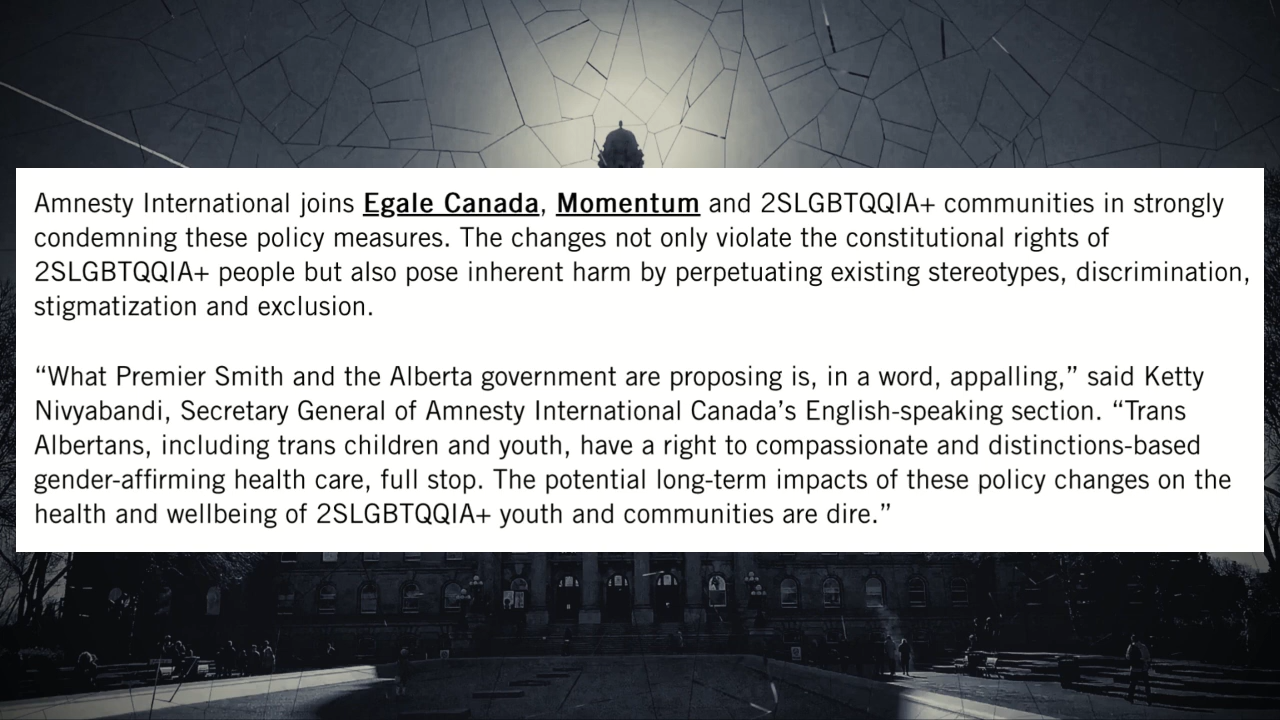 Amnesty International joins Egale Canada, Momentum and 2SLGBTQQIA+ communities in strongly
condemning these policy measures. The changes not only violate the constitutional rights of
2SLGBTQQIA+ people but also pose inherent harm by perpetuating existing stereotypes, discrimination,
stigmatization and exclusion.
“What Premier Smith and the Alberta government are proposing is, in a word, appalling,” said Ketty
Nivyabandi, Secretary General of Amnesty International Canada’s English-speaking section. “Trans
Albertans, including trans children and youth, have a right to compassionate and distinctions-based
gender-affirming health care, full stop. The potential long-term impacts of these policy changes on the
health and wellbeing of 2SLGBTQQIA+ youth and communities are dire.”